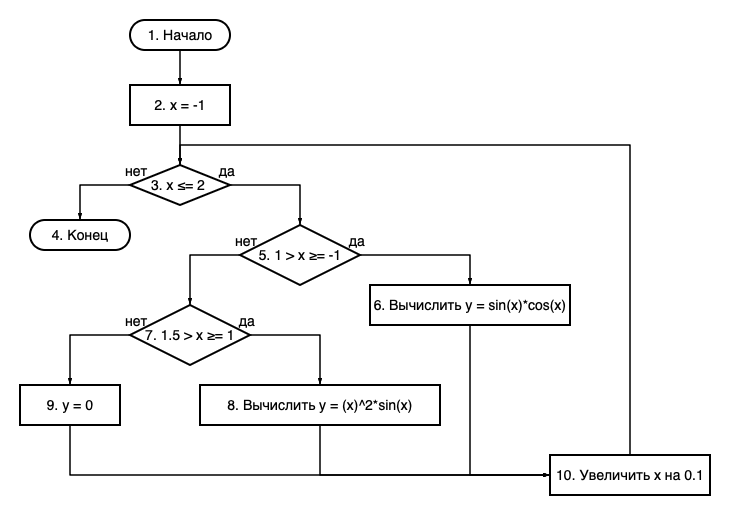 1. Начало
2. x = -1
нет
да
3. x ≤= 2
4. Конец
нет
да
5. 1 > x ≥= -1
6. Вычислить y = sin(x)*cos(x)
нет
да
7. 1.5 > x ≥= 1
9. y = 0
8. Вычислить y = (x)^2*sin(x)
10. Увеличить x на 0.1